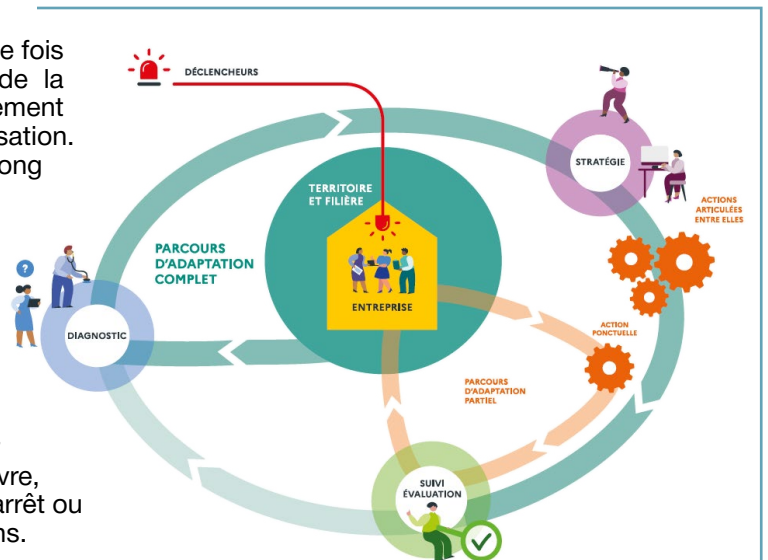 e fois
de la
ement
sation.
ong
vre,
arrêt ou
ns.
DÉCLENCHEURS
STRATÉGIE
TERRITOIRE
ET FILIÈRE
ACTIONS
ARTICULÉES
ENTRE ELLES
PARCOURS
D'ADAPTATION
COMPLET
?
ENTREPRISE
DIAGNOSTIC
ACTION
PONCTUELLE
PARCOURS
D'ADAPTATION
PARTIEL
SUIVI
ÉVALUATION